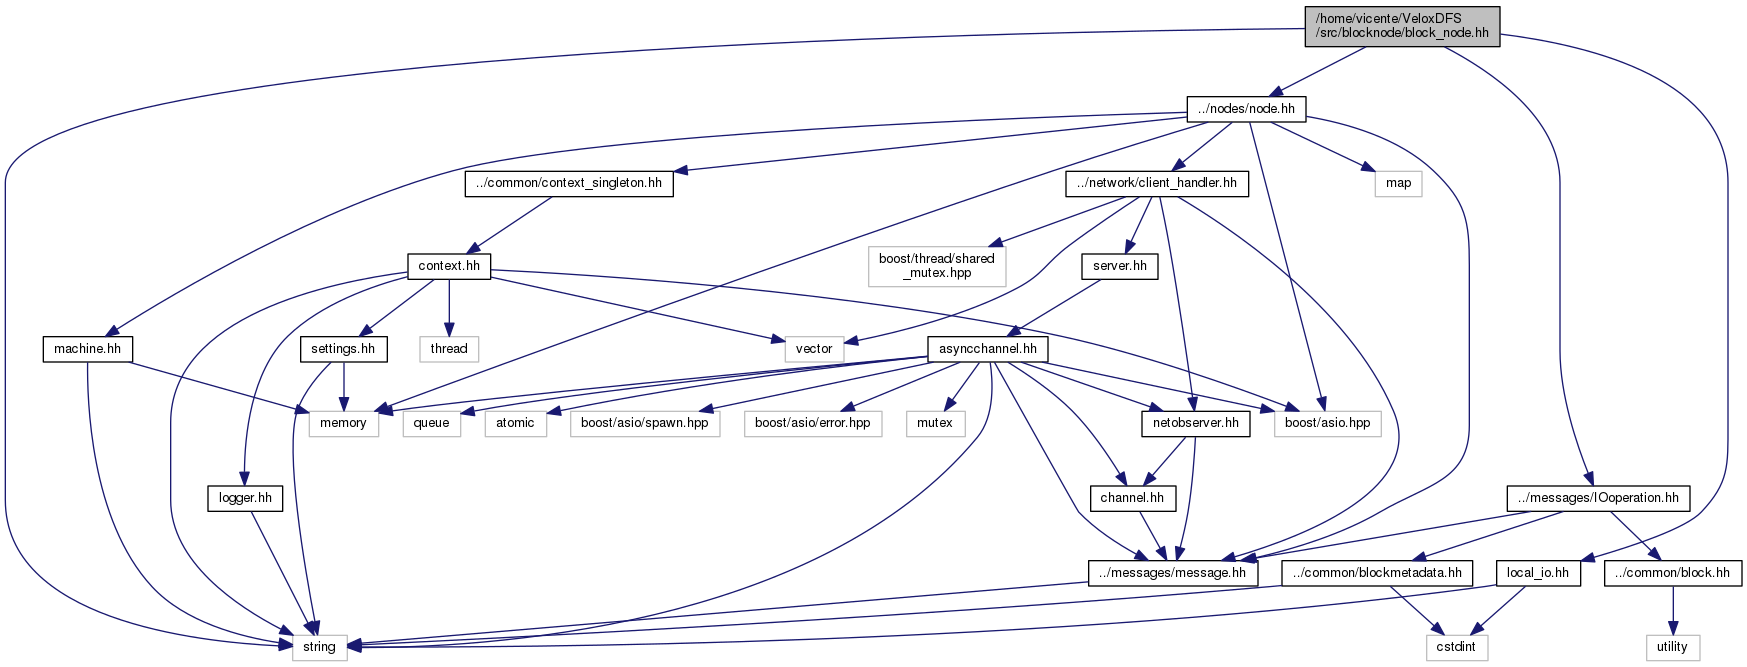 /home/vicente/VeloxDFS
/src/blocknode/block_node.hh
../nodes/node.hh
../common/context_singleton.hh
../network/client_handler.hh
map
context.hh
boost/thread/shared
_mutex.hpp
server.hh
machine.hh
settings.hh
thread
vector
asyncchannel.hh
memory
queue
atomic
boost/asio/spawn.hpp
boost/asio/error.hpp
mutex
netobserver.hh
boost/asio.hpp
logger.hh
channel.hh
../messages/IOoperation.hh
../messages/message.hh
../common/blockmetadata.hh
local_io.hh
../common/block.hh
string
cstdint
utility